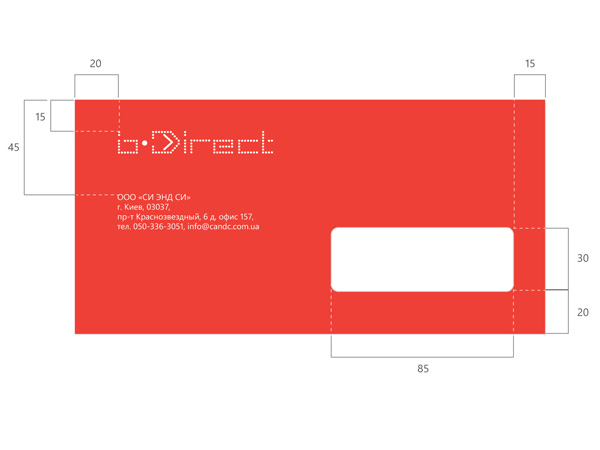 20
15
15
45
b•Direct
ООО «СИ ЭНД СИ»
г. Киев, 03037,
пр-т Краснозвездный, 6 д, офис 157,
тел. 050-336-3051, info@candc.com.ua
30
20
85